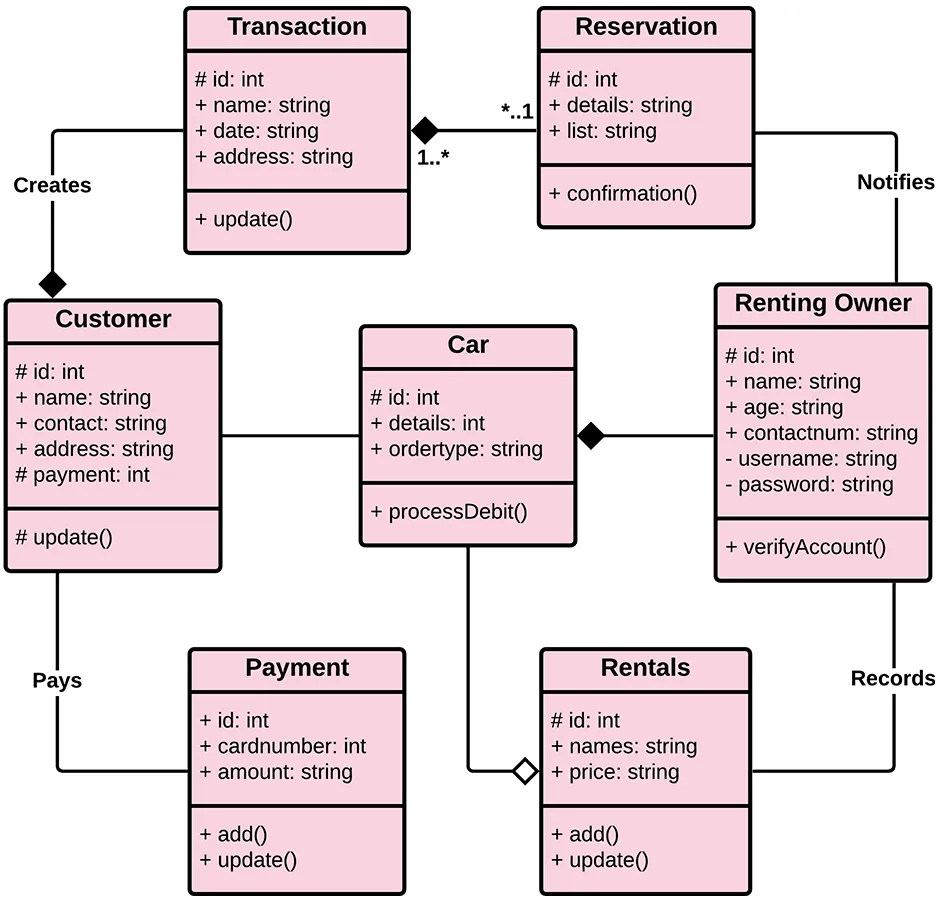 Transaction
# id: int
+ name: string
+ date: string
+ address: string
+ update()
*..1
1..*
Reservation
# id: int
+ details: string
+ list: string
+ confirmation()
Creates
Notifies
Customer
# id: int
+ name: string
+ contact: string
+ address: string
# payment: int
# update()
Car
# id: int
+ details: int
+ ordertype: string
+ processDebit()
Renting Owner
# id: int
+ name: string
+ age: string
+ contactnum: string
- username: string
- password: string
+ verifyAccount()
Pays
Payment
+ id: int
+ cardnumber: int
+ amount: string
+ add()
+ update()
Rentals
# id: int
+ names: string
+ price: string
+ add()
+ update()
Records